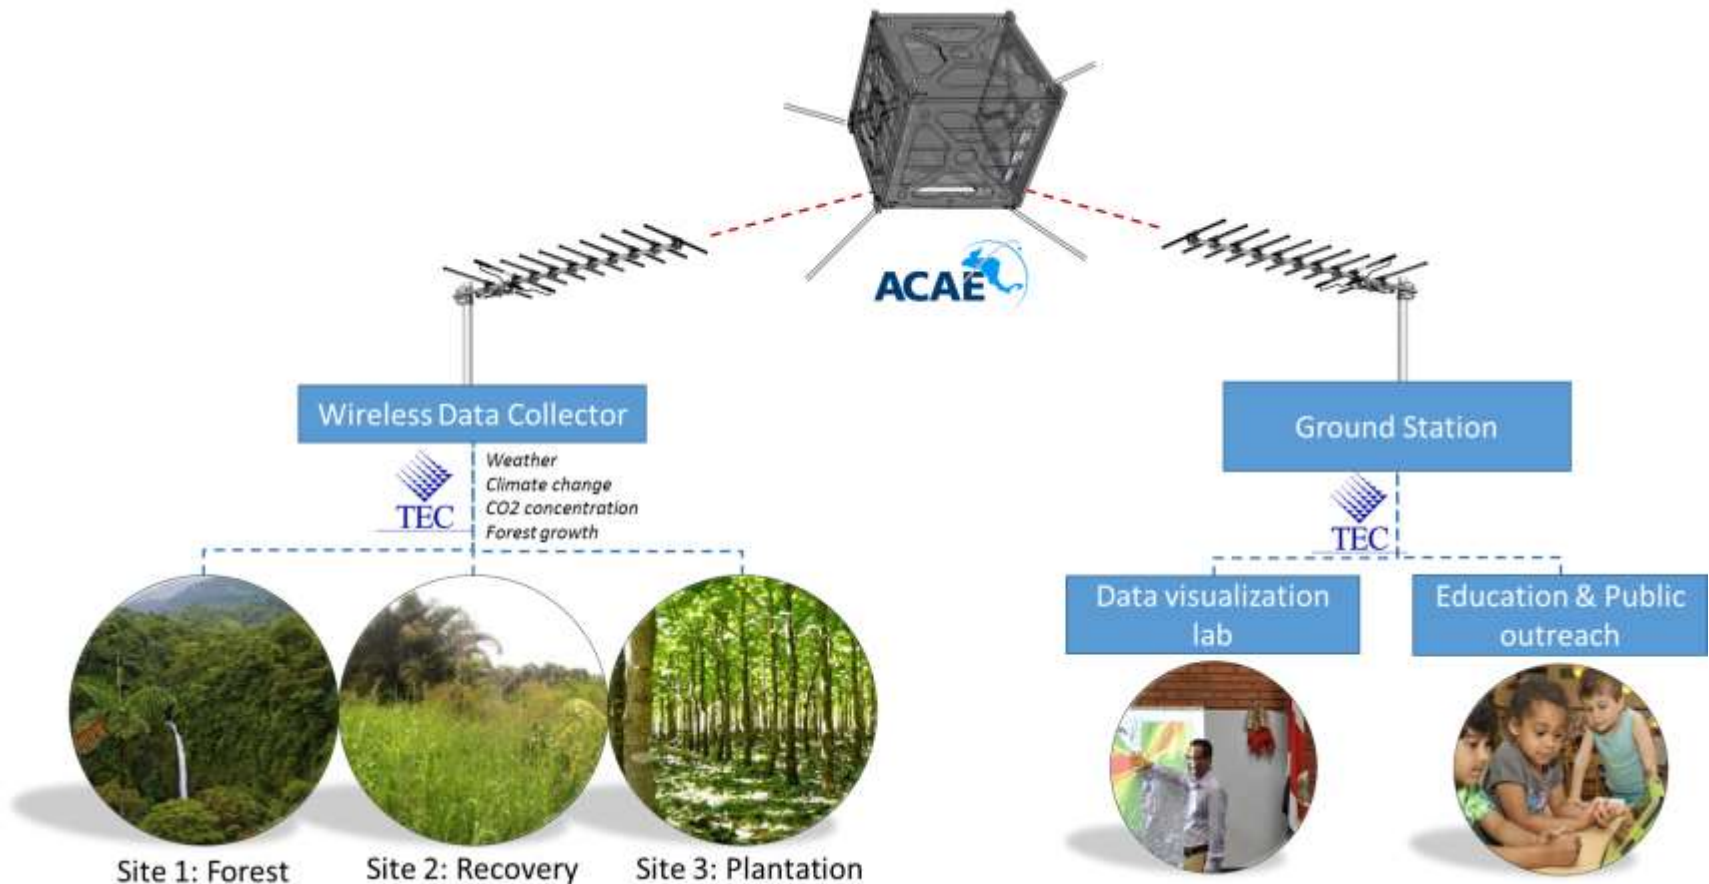 ACAE
Wireless Data Collector
Ground Station
TEC
Weather
Climate change
CO2 concentration
Forest growth
TEC
Data visualization
lab
Education & Public
outreach
Site 1: Forest
Site 2: Recovery
Site 3: Plantation